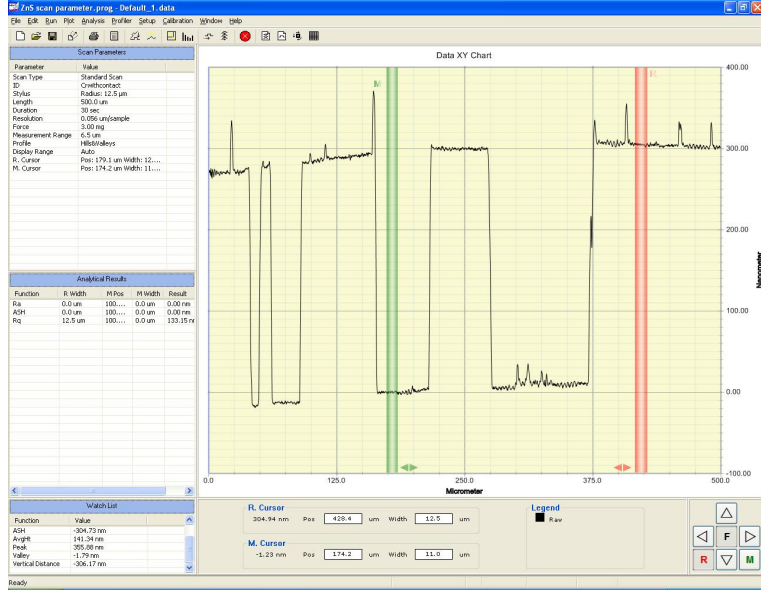 ZnS scan parameter.prog - Default_1.data
File Edit Run Plot Analysis Profiler Setup Calibration Window Help
Scan Parameters
Parameter Value
Scan Type Standard Scan
ID Crwithcontact
Stylus Radius: 12.5 µm
Length 500.0 um
Duration 30 sec
Resolution 0.056 um/sample
Force 3.00 mg
Measurement Range 6.5 um
Profile Hills&Valleys
Display Range Auto
R. Cursor Pos: 179.1 um Width: 12....
M. Cursor Pos: 174.2 um Width: 11....
Analytical Results
Function R Width M Pos M Width Result
Ra 0.0 um 100.... 0.0 um 0.00 nm
ASH 0.0 um 100.... 0.0 um 0.00 nm
Rq 12.5 um 100.... 0.0 um 133.15 nr
Watch List
Function Value
ASH -304.73 nm
AvgHt 141.34 nm
Peak 355.88 nm
Valley -1.79 nm
Vertical Distance -306.17 nm
Data XY Chart
M
R
400.00
300.00
200.00
100.00
0.00
-100.00
Nanometer
0.0 125.0 250.0 375.0 500.0
Micrometer
R. Cursor
304.94 nm Pos 428.4 um Width 12.5 um
M. Cursor
-1.23 nm Pos 174.2 um Width 11.0 um
Legend
Raw
F
R M
Ready